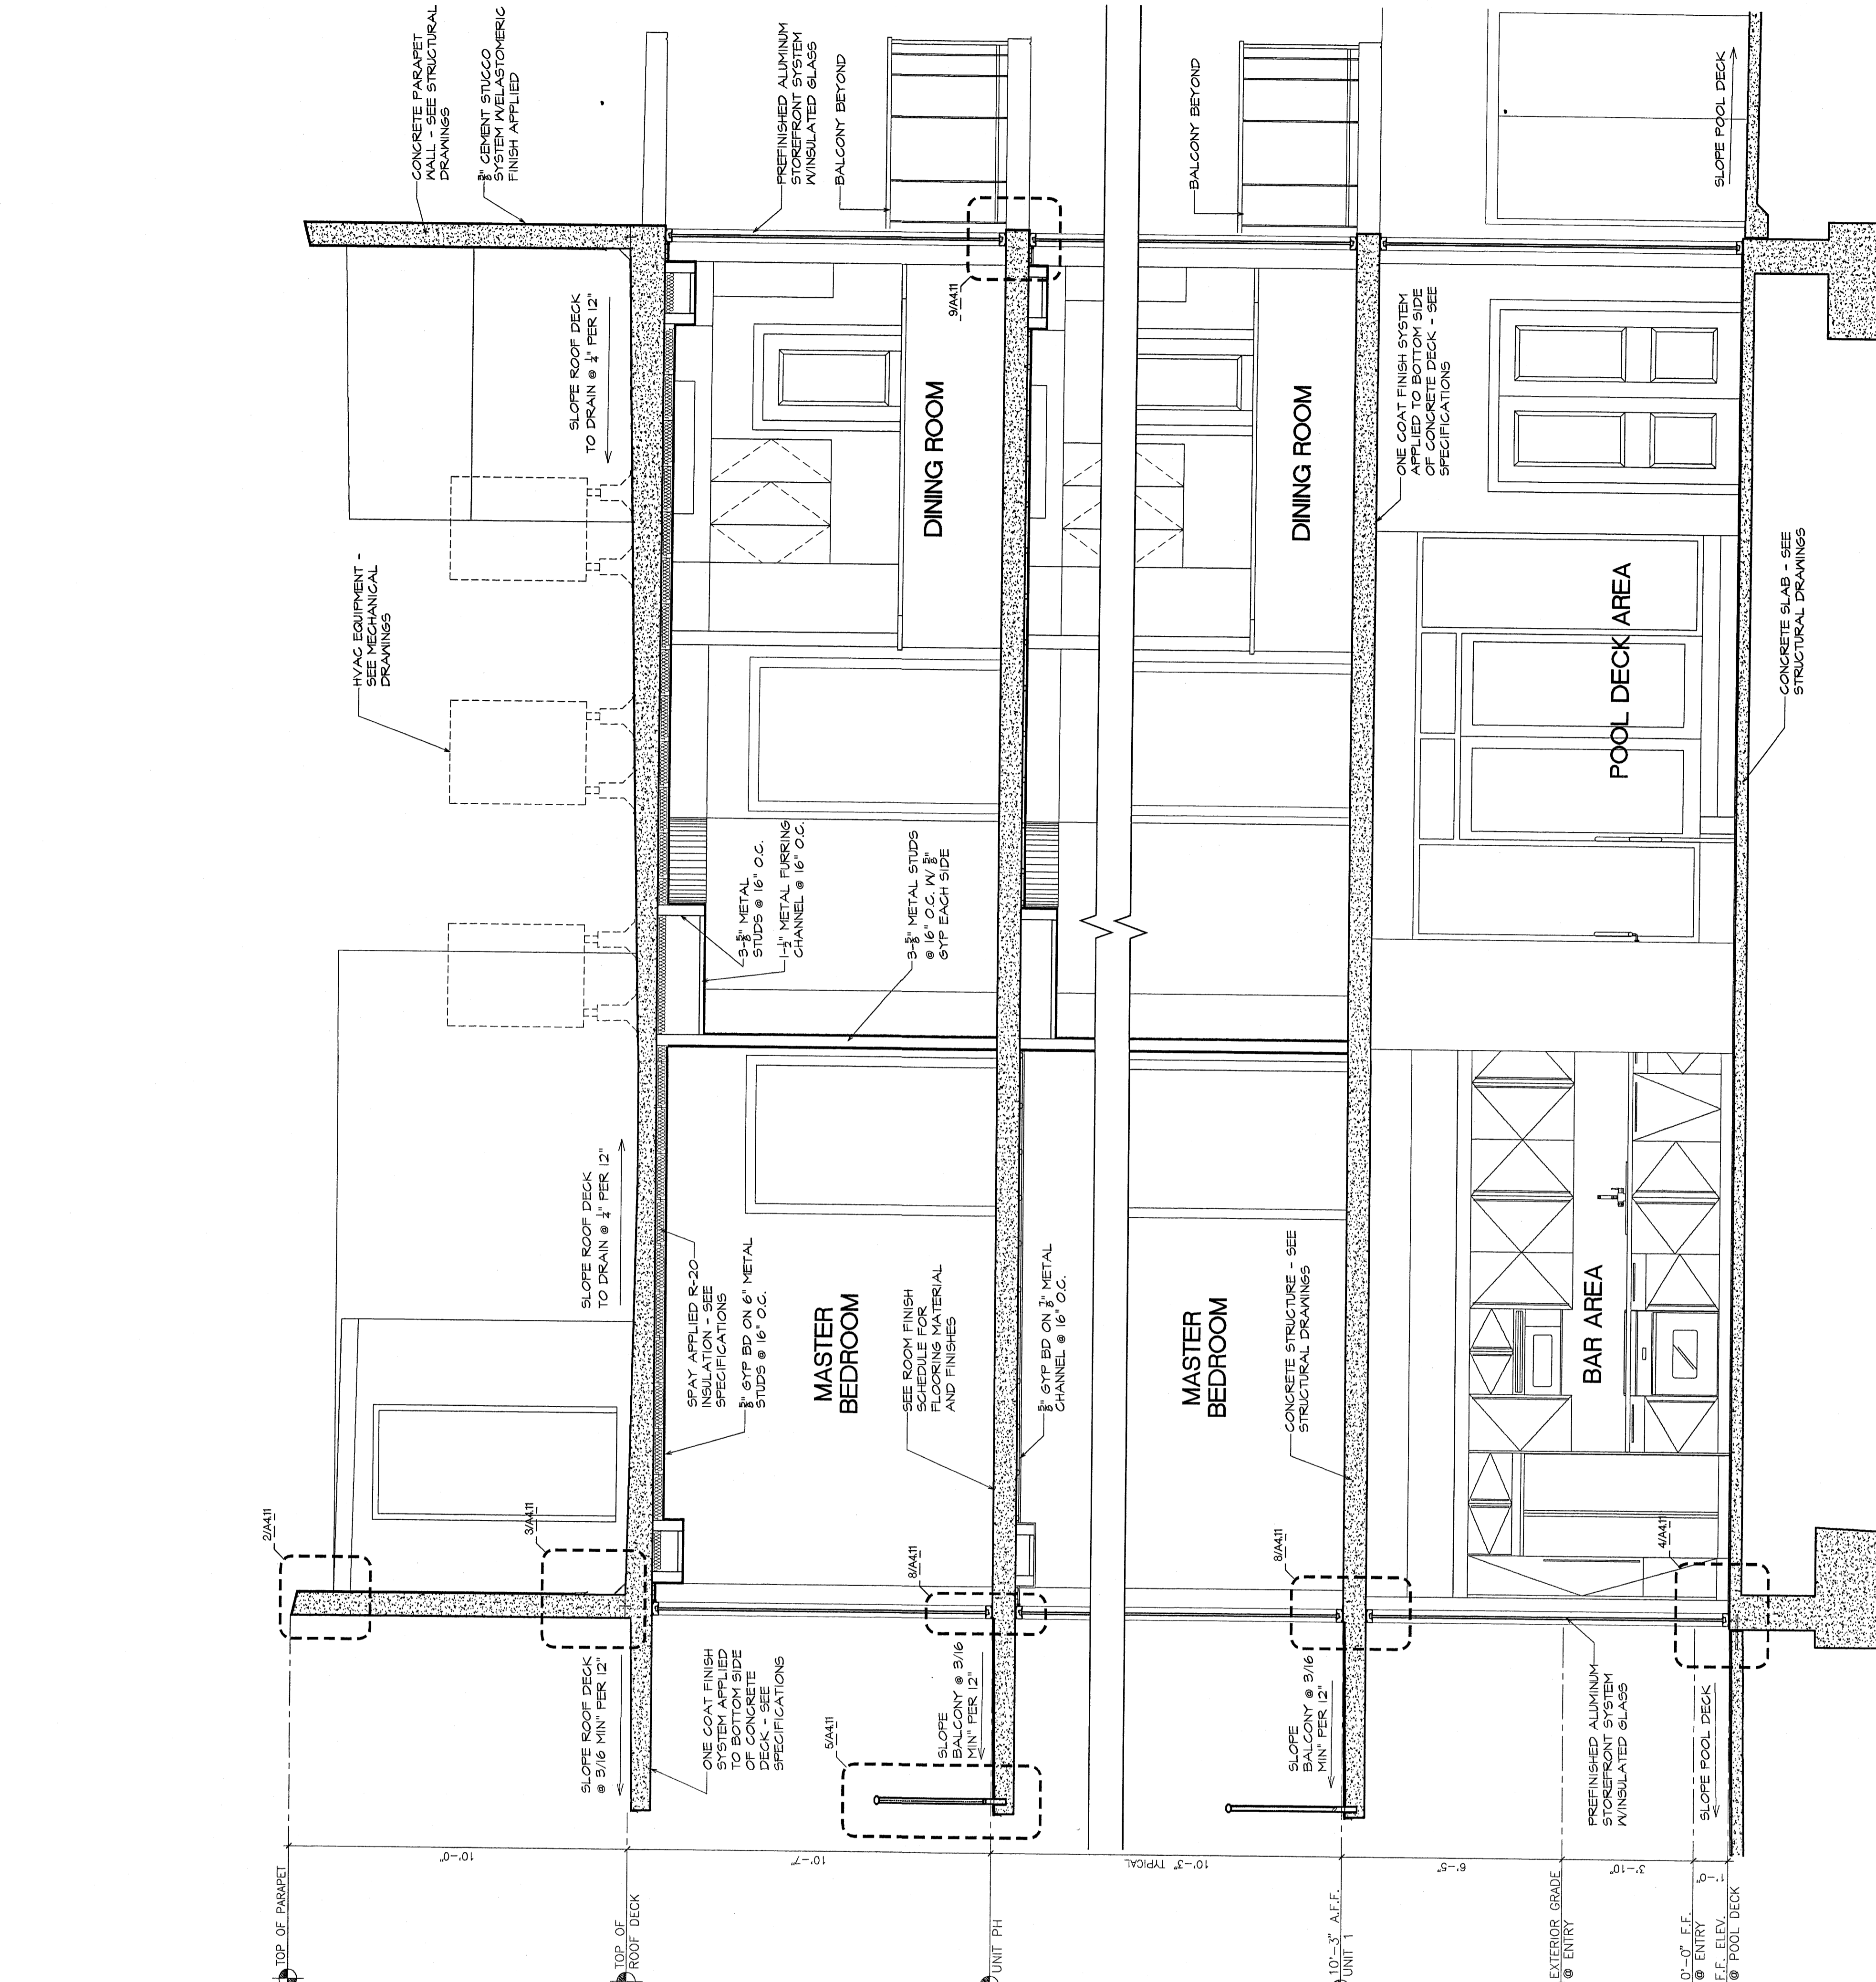 CONCRETE PARAPET
WALL - SEE STRUCTURAL
DRAWINGS
5/8" CEMENT STUCCO
SYSTEM W/ELASTOMERIC
FINISH APPLIED
PREFINISHED ALUMINUM
STOREFRONT SYSTEM
W/INSULATED GLASS
BALCONY BEYOND
BALCONY BEYOND
SLOPE POOL DECK
SLOPE ROOF DECK
TO DRAIN @ 1/4" PER 12"
9/A4.11
ONE COAT FINISH SYSTEM
APPLIED TO BOTTOM SIDE
OF CONCRETE DECK - SEE
SPECIFICATIONS
DINING ROOM
DINING ROOM
HVAC EQUIPMENT -
SEE MECHANICAL
DRAWINGS
POOL DECK AREA
CONCRETE SLAB - SEE
STRUCTURAL DRAWINGS
3-5/8" METAL
STUDS @ 16" O.C.
1-1/2" METAL FURRING
CHANNEL @ 16" O.C.
3-5/8" METAL STUDS
@ 16" O.C. W/ 5/8"
GYP EACH SIDE
SLOPE ROOF DECK
TO DRAIN @ 1/4" PER 12"
SPAY APPLIED R-20
INSULATION - SEE
SPECIFICATIONS
5/8" GYP BD ON 6" METAL
STUDS @ 16" O.C.
MASTER
BEDROOM
SEE ROOM FINISH
SCHEDULE FOR
FLOORING MATERIAL
AND FINISHES
5/8" GYP BD ON 7/8" METAL
CHANNEL @ 16" O.C.
MASTER
BEDROOM
CONCRETE STRUCTURE - SEE
STRUCTURAL DRAWINGS
BAR AREA
2/A4.11
3/A4.11
8/A4.11
8/A4.11
4/A4.11
SLOPE ROOF DECK
@ 3/16 MIN" PER 12"
ONE COAT FINISH
SYSTEM APPLIED
TO BOTTOM SIDE
OF CONCRETE
DECK - SEE
SPECIFICATIONS
5/A4.11
SLOPE
BALCONY @ 3/16
MIN" PER 12"
SLOPE
BALCONY @ 3/16
MIN" PER 12"
PREFINISHED ALUMINUM
STOREFRONT SYSTEM
W/INSULATED GLASS
SLOPE POOL DECK
10'-0"
10'-7"
10'-3" TYPICAL
6'-5"
3'-10"
1'-0"
TOP OF PARAPET
TOP OF
ROOF DECK
UNIT PH
10'-3" A.F.F.
UNIT 1
EXTERIOR GRADE
@ ENTRY
0'-0" F.F.
@ ENTRY
F.F. ELEV.
@ POOL DECK